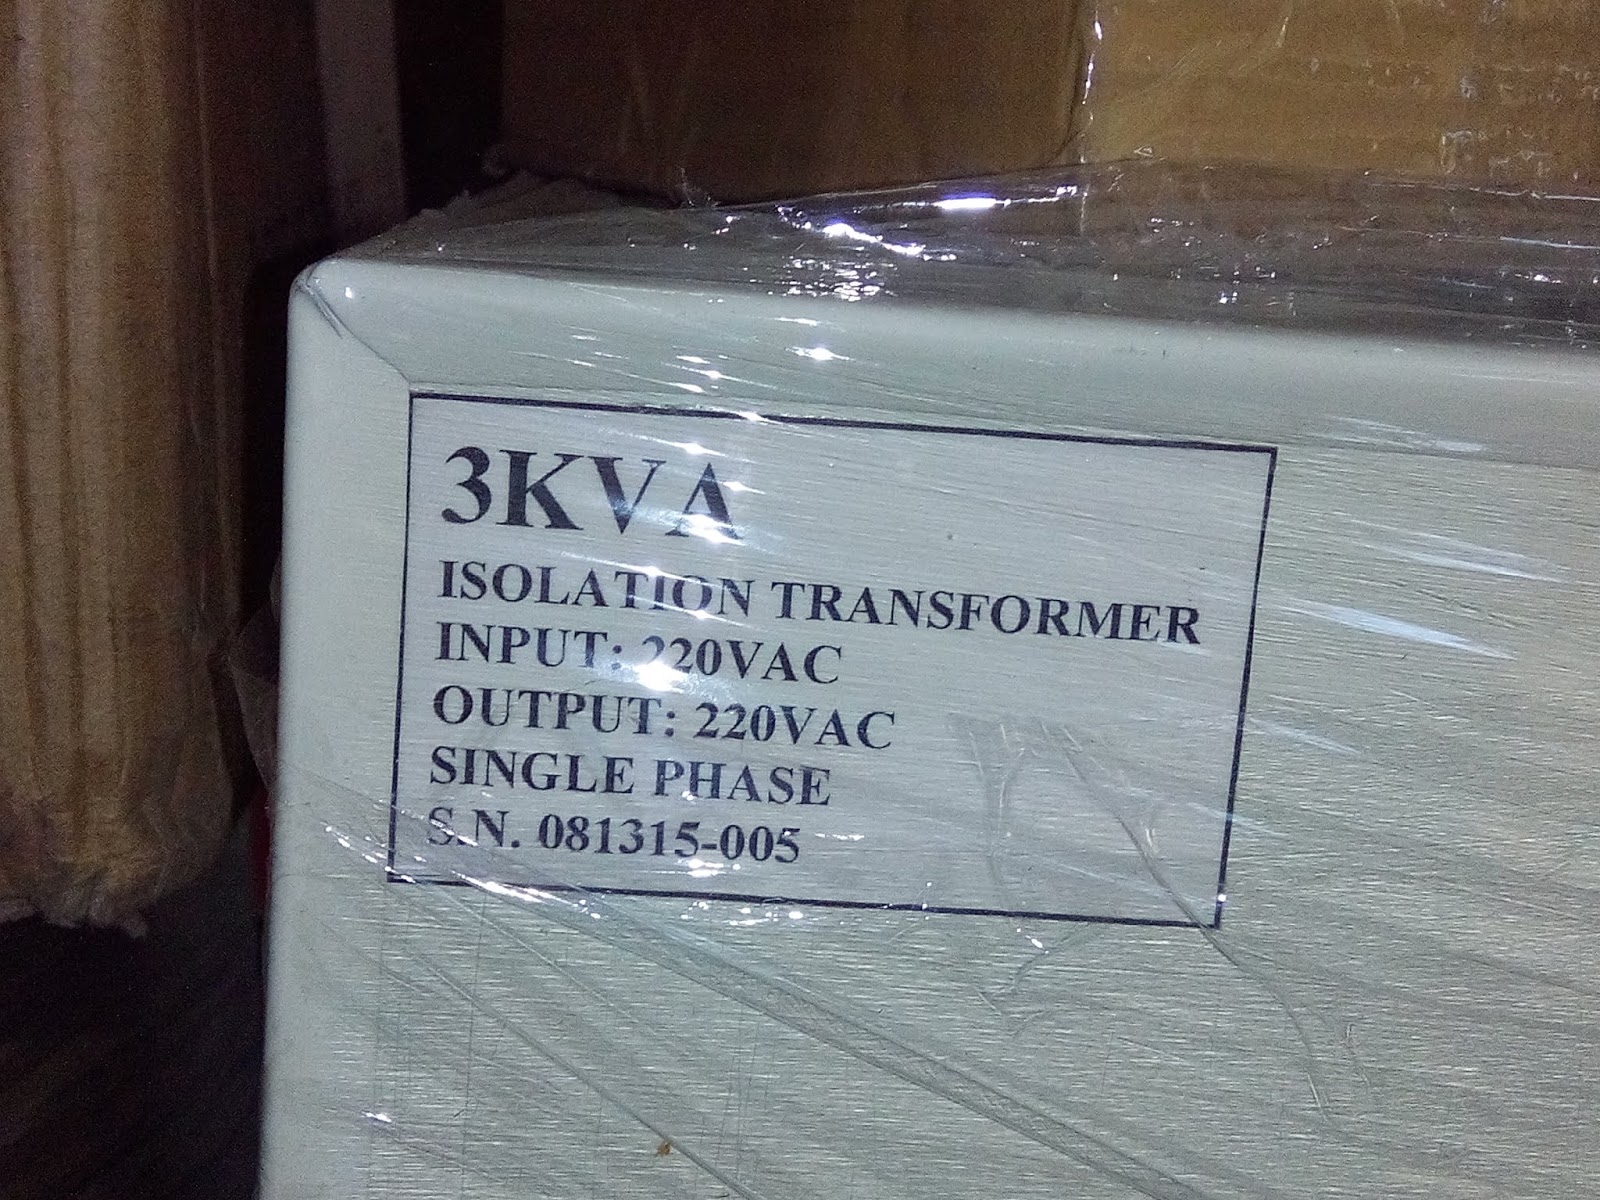 3KVA
ISOLATION TRANSFORMER
INPUT: 220VAC
OUTPUT: 220VAC
SINGLE PHASE
S.N. 081315-005